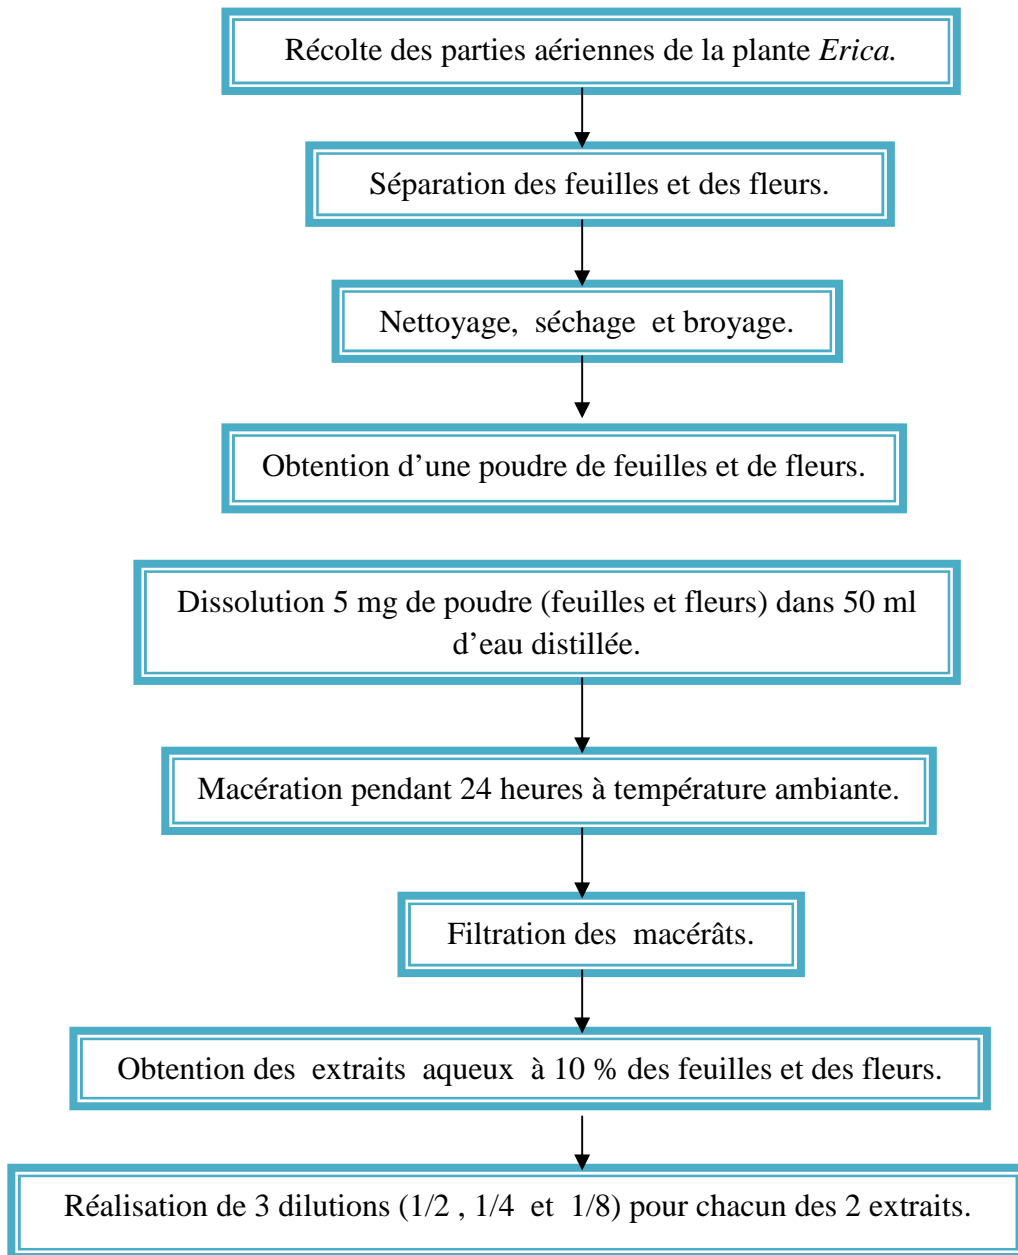 Récolte des parties aériennes de la plante Erica.
Séparation des feuilles et des fleurs.
Nettoyage, séchage et broyage.
Obtention d’une poudre de feuilles et de fleurs.
Dissolution 5 mg de poudre (feuilles et fleurs) dans 50 ml
d’eau distillée.
Macération pendant 24 heures à température ambiante.
Filtration des macérâts.
Obtention des extraits aqueux à 10 % des feuilles et des fleurs.
Réalisation de 3 dilutions (1/2 , 1/4 et 1/8) pour chacun des 2 extraits.